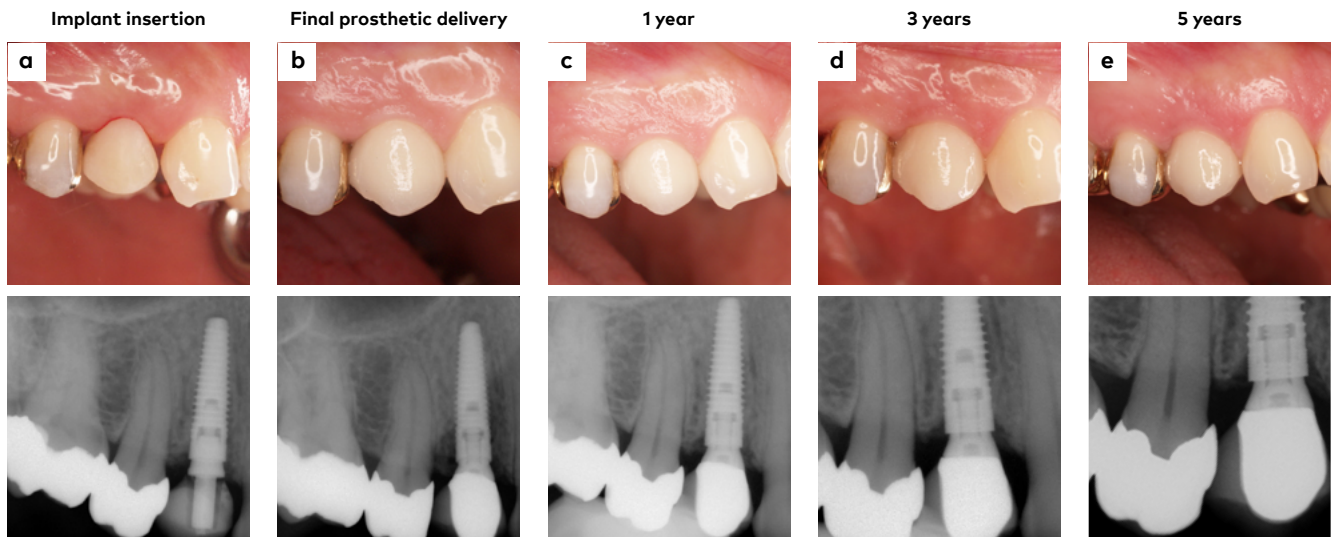 Implant insertion
Final prosthetic delivery
1 year
3 years
5 years
a
b
c
d
e